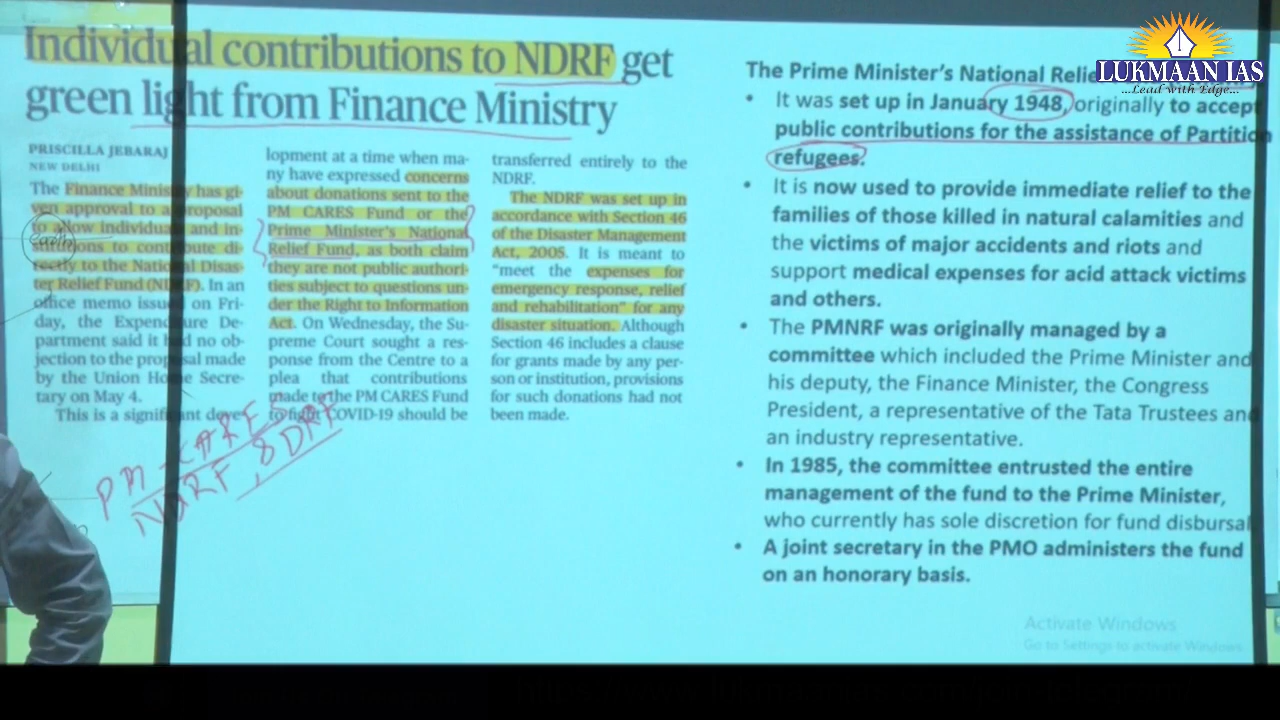 Individual contributions to NDRF get
green light from Finance Ministry
PRISCILLA JEBARAJ
NEW DELHI
The Finance Ministry has gi-
ven approval to a proposal
to allow individuals and in-
stitutions to contribute di-
rectly to the National Disas-
ter Relief Fund (NDRF). In an
office memo issued on Fri-
day, the Expenditure De-
partment said it had no ob-
jection to the proposal made
by the Union Home Secre-
tary on May 4.
This is a significant deve-
lopment at a time when ma-
ny have expressed concerns
about donations sent to the
PM CARES Fund or the
Prime Minister's National
Relief Fund, as both claim
they are not public authori-
ties subject to questions un-
der the Right to Information
Act. On Wednesday, the Su-
preme Court sought a res-
ponse from the Centre to a
plea that contributions
made to the PM CARES Fund
to fight COVID-19 should be
transferred entirely to the
NDRF.
The NDRF was set up in
accordance with Section 46
of the Disaster Management
Act, 2005. It is meant to
"meet the expenses for
emergency response, relief
and rehabilitation" for any
disaster situation. Although
Section 46 includes a clause
for grants made by any per-
son or institution, provisions
for such donations had not
been made.
PM-CARES
NDRF, SDRF
The Prime Minister's National
• It was set up in January 1948, originally to accept
public contributions for the assistance of Partition
refugees.
• It is now used to provide immediate relief to the
families of those killed in natural calamities and
the victims of major accidents and riots and
support medical expenses for acid attack victims
and others.
• The PMNRF was originally managed by a
committee which included the Prime Minister and
his deputy, the Finance Minister, the Congress
President, a representative of the Tata Trustees and
an industry representative.
• In 1985, the committee entrusted the entire
management of the fund to the Prime Minister,
who currently has sole discretion for fund disbursal
• A joint secretary in the PMO administers the fund
on an honorary basis.
LUKMAAN IAS
...Lead with Edge...
Activate Windows
Go to Settings to activate Windows.